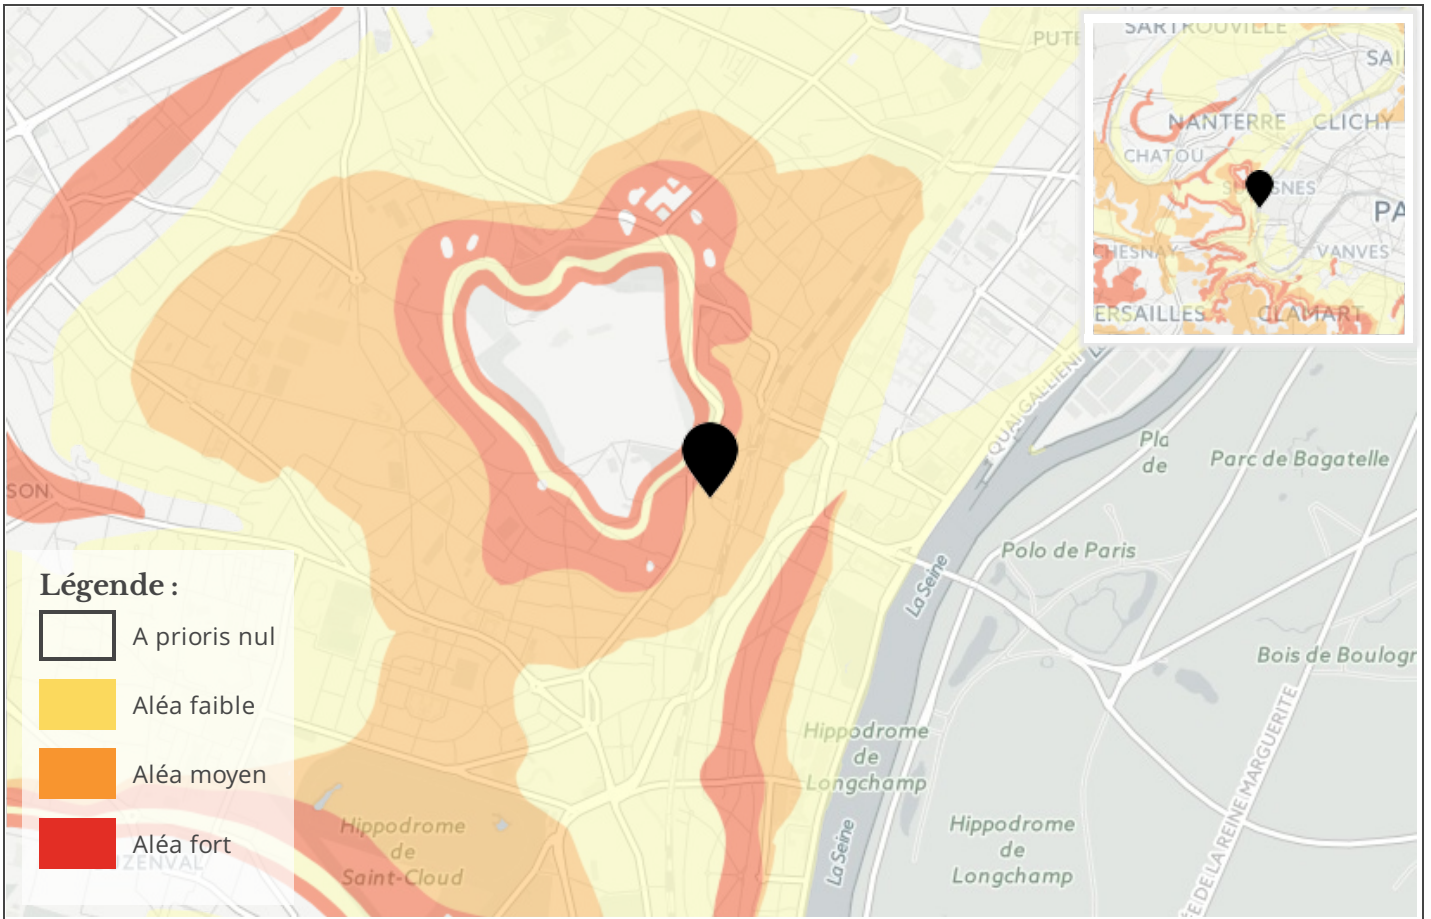 PUTE
SARTROUVILLE
SAI
NANTERRE
CLICHY
CHATOU
SNES
PA
CHESNAY
VANVES
ERSAILLES
CLAMART
QUAI GALLIENI
Pla
de
Parc de Bagatelle
SON
Polo de Paris
La Seine
Bois de Boulogr
Légende :
A prioris nul
Aléa faible
Aléa moyen
Aléa fort
ZENVAL
Hippodrome
de
Saint-Cloud
Hippodrome
de
Longchamp
La Seine
Hippodrome
de
Longchamp
ÉE DE LA REINE MARGUERITE